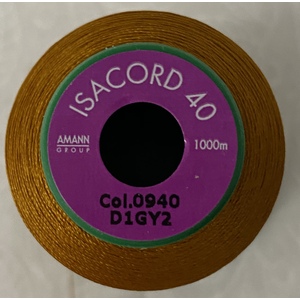 ISACORD 40
AMANN
GROUP
1000m
Col.0940
D1GY2